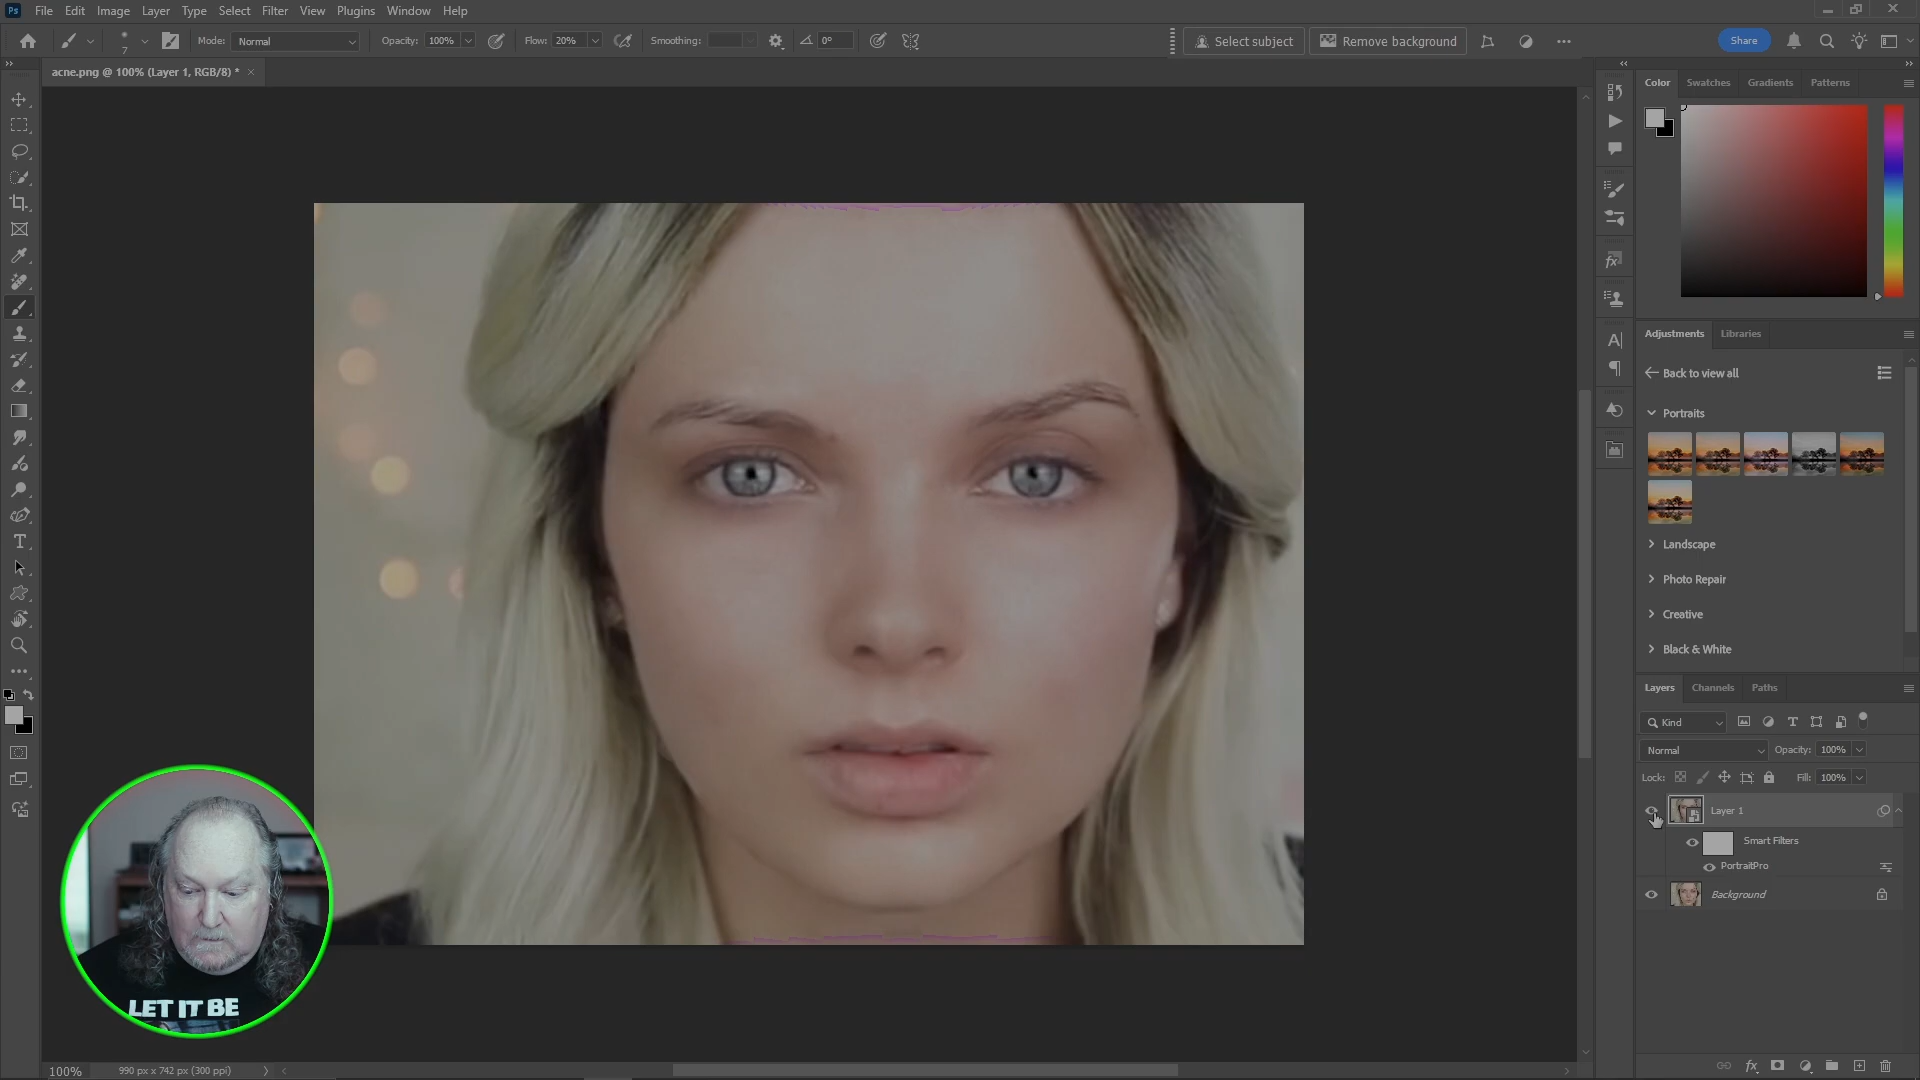 Ps File Edit Image Layer Type Select Filter View Plugins Window Help
7 Mode: Normal Opacity: 100% Flow: 20% Smoothing: 0° Select subject Remove background Share
acne.png @ 100% (Layer 1, RGB/8) *
Color Swatches Gradients Patterns
Adjustments Libraries
Back to view all
Portraits
Landscape
Photo Repair
Creative
Black & White
Layers Channels Paths
Kind
Normal Opacity: 100%
Lock: Fill: 100%
Layer 1
Smart Filters
PortraitPro
Background
LET IT BE
100% 990 px x 742 px (300 ppi)